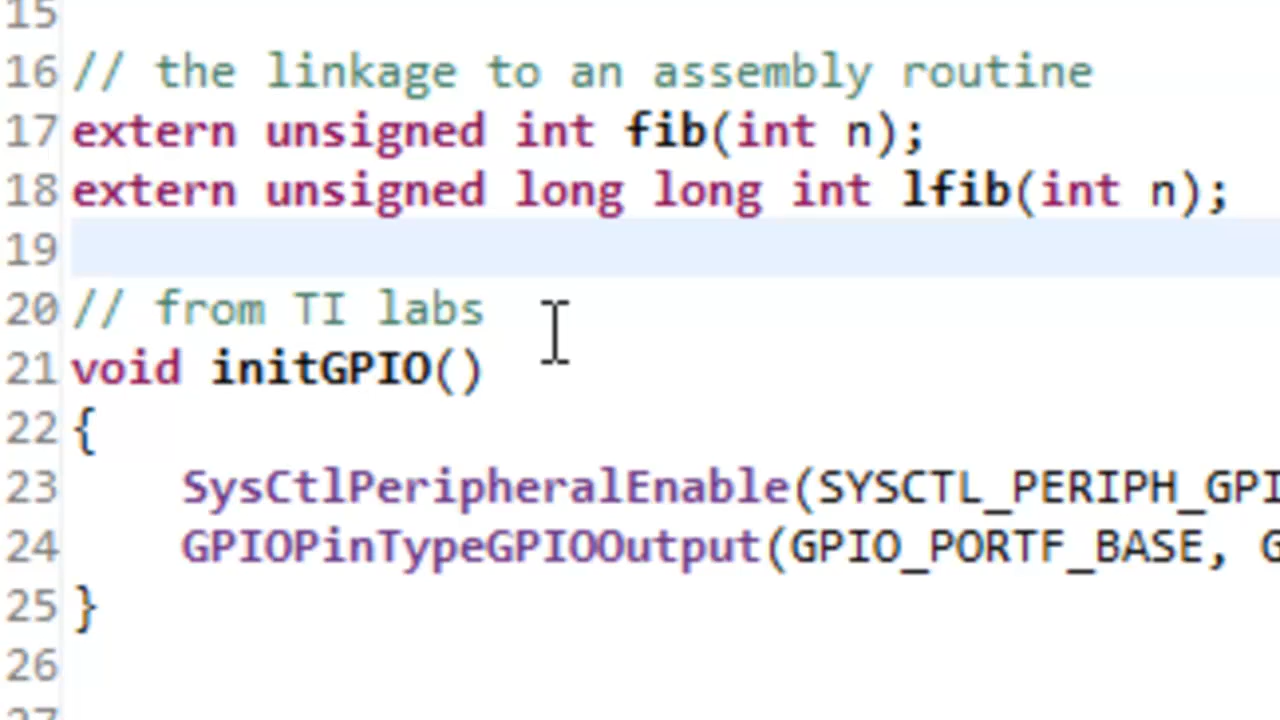 15
16 // the linkage to an assembly routine
17 extern unsigned int fib(int n);
18 extern unsigned long long int lfib(int n);
19
20 // from TI labs
21 void initGPIO()
22 {
23     SysCtlPeripheralEnable(SYSCTL_PERIPH_GPI
24     GPIOPinTypeGPIOOutput(GPIO_PORTF_BASE, G
25 }
26
27